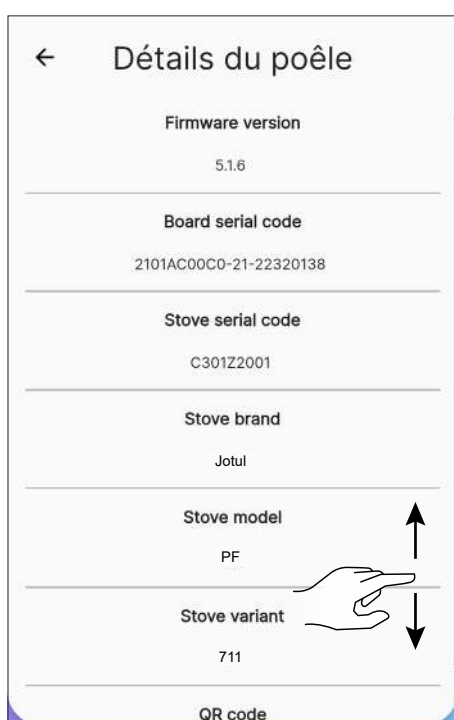 Détails du poêle
Firmware version
5.1.6
Board serial code
2101AC00C0-21-22320138
Stove serial code
C301Z2001
Stove brand
Jotul
Stove model
PF
Stove variant
711
QR code